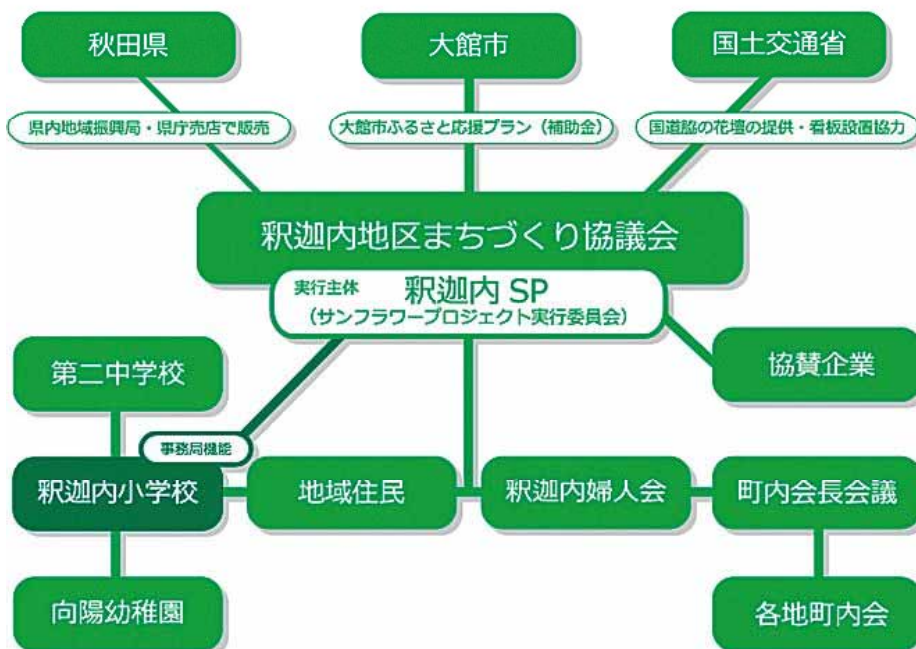 秋田県
大館市
国土交通省
県内地域振興局・県庁売店で販売
大館市ふるさと応援プラン（補助金）
国道脇の花壇の提供・看板設置協力
釈迦内地区まちづくり協議会
実行主体 釈迦内 SP
（サンフラワープロジェクト実行委員会）
第二中学校
協賛企業
事務局機能
釈迦内小学校
地域住民
釈迦内婦人会
町内会長会議
向陽幼稚園
各地町内会